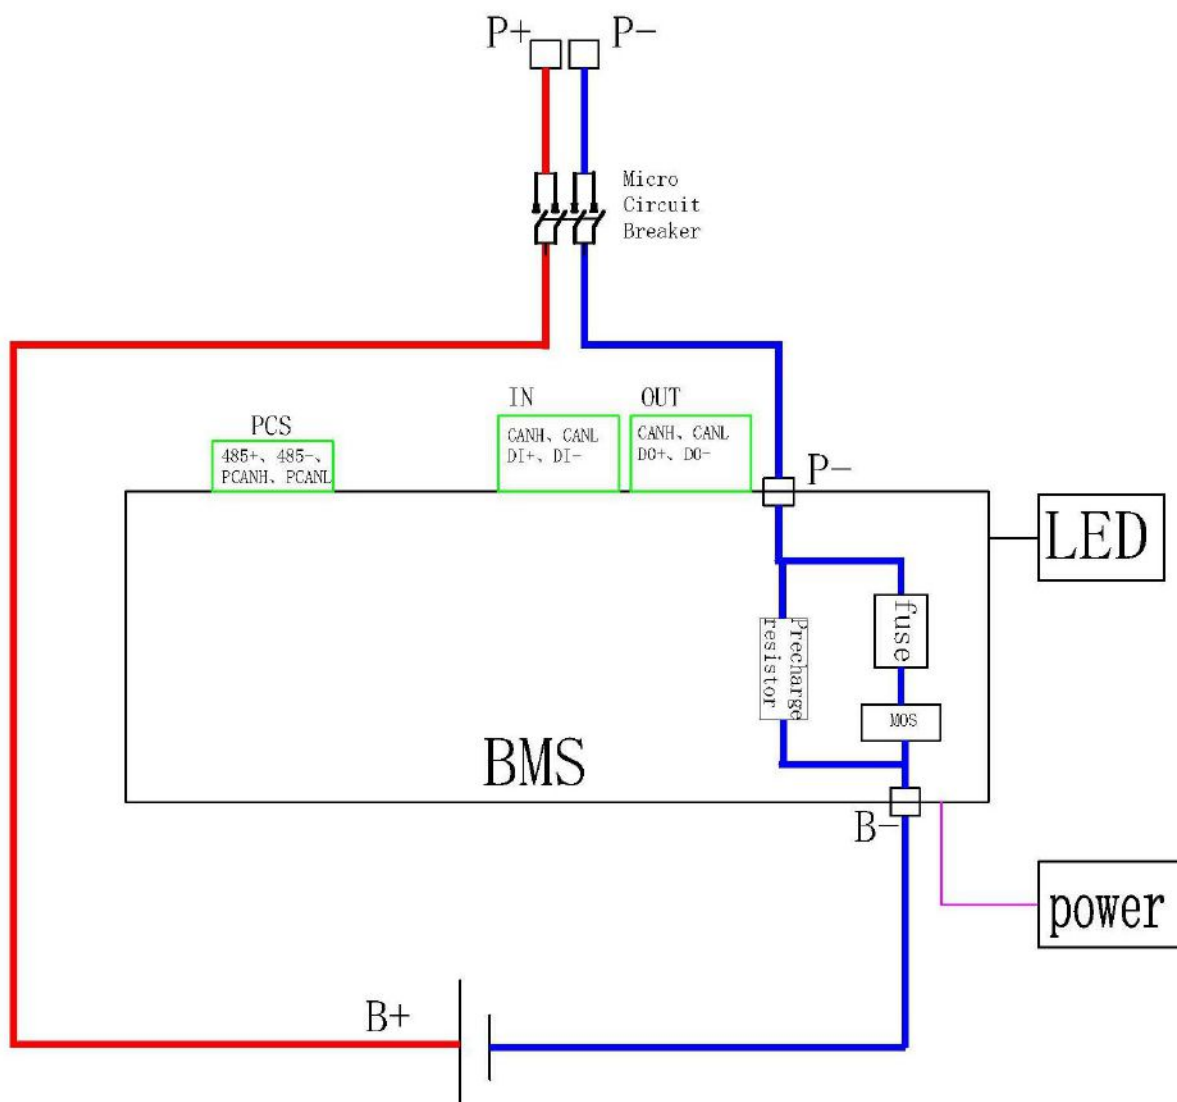 P+
P-
Micro
Circuit
Breaker
IN
OUT
PCS
CANH、CANL
DI+、DI-
CANH、CANL
DO+、DO-
485+、485-、
PCANH、PCANL
P-
LED
fuse
Precharge
resistor
MOS
BMS
B-
power
B+